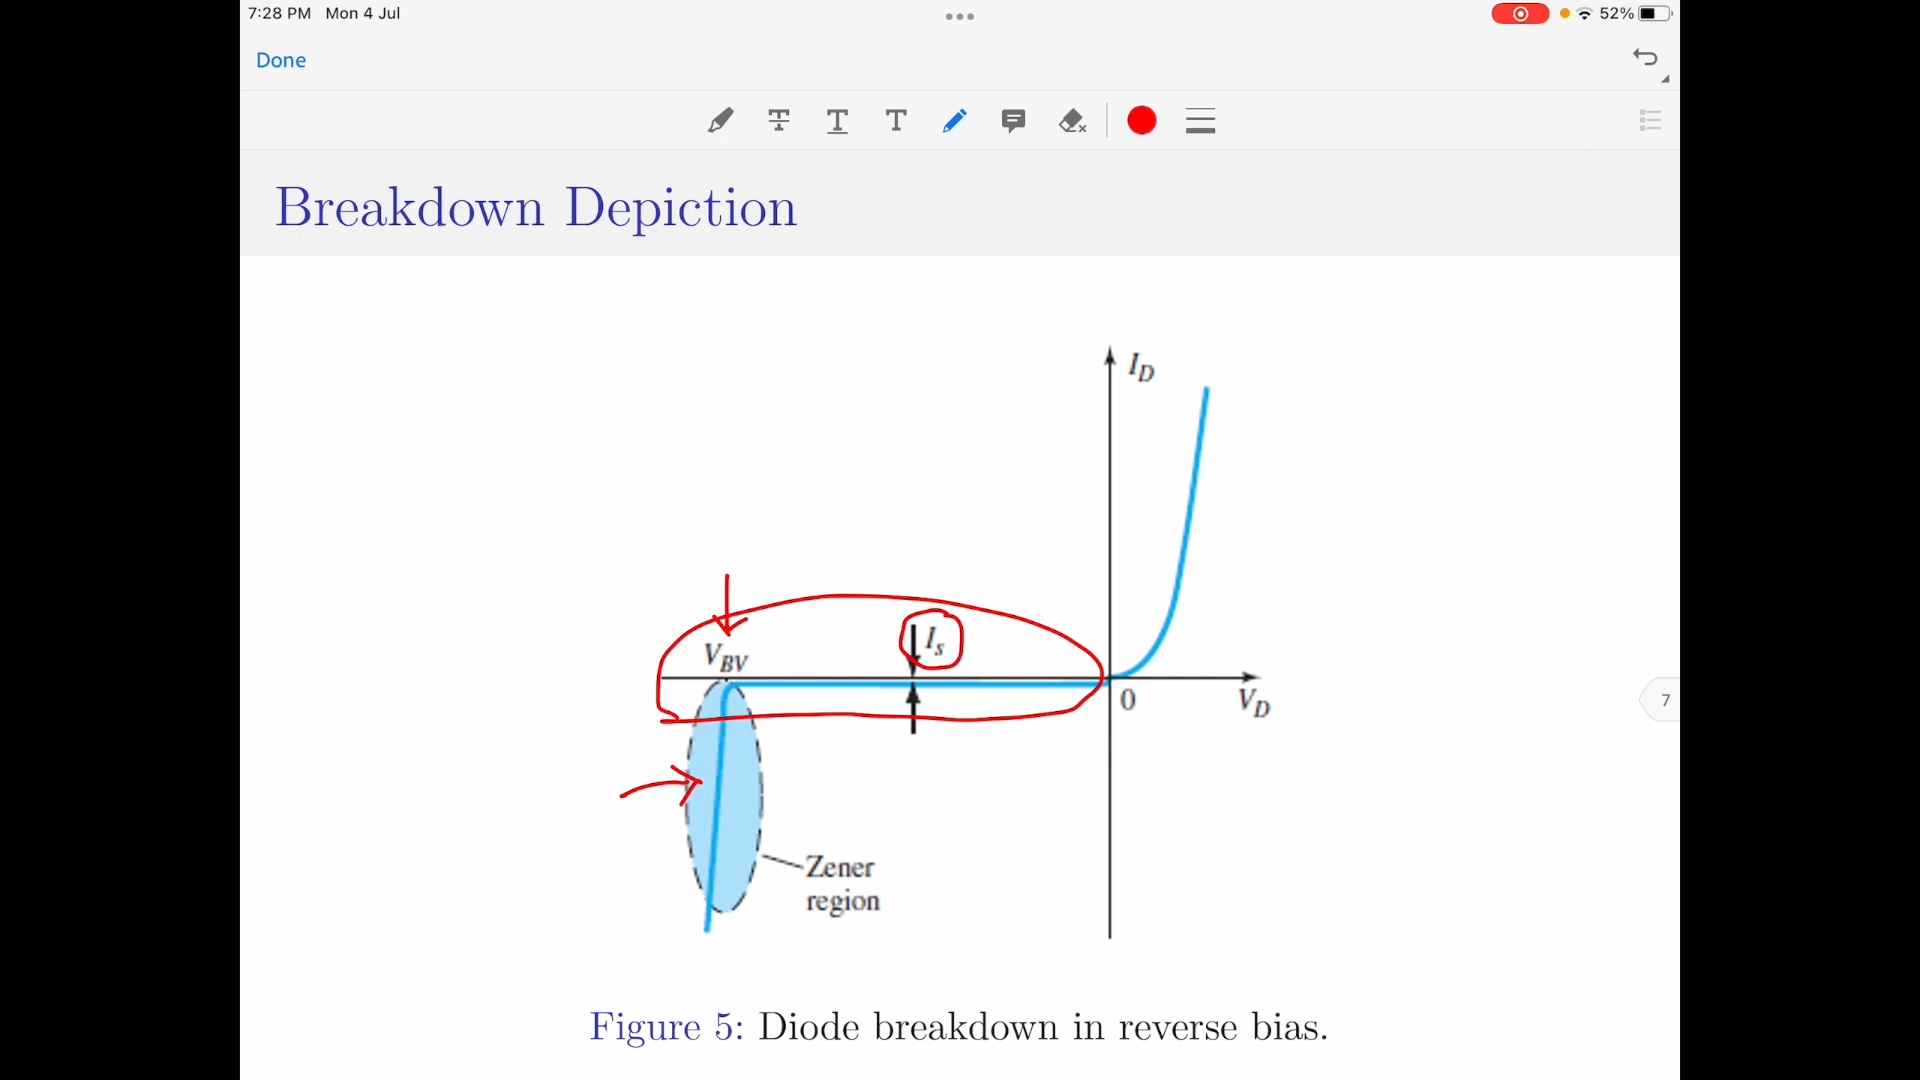 7:28 PM Mon 4 Jul
52%
Done
T T T
Breakdown Depiction
I_D
I_s
V_BV
0
V_D
7
Zener
region
Figure 5: Diode breakdown in reverse bias.